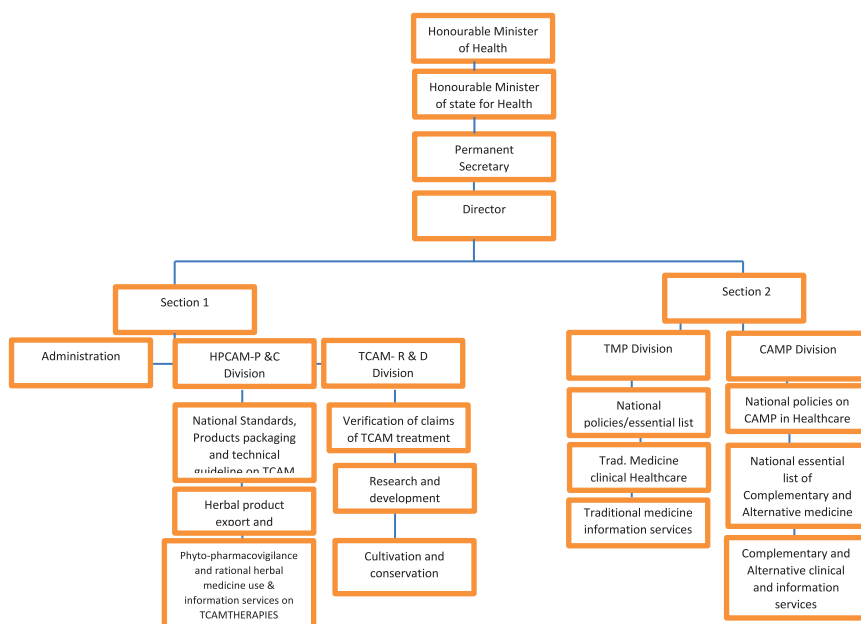 Honourable Minister
of Health
Honourable Minister
of state for Health
Permanent
Secretary
Director
Section 1
Section 2
Administration
HPCAM-P &C
Division
TCAM- R & D
Division
TMP Division
CAMP Division
National Standards,
Products packaging
and technical
guideline on TCAM
Herbal product
export and
Phyto-pharmacovigilance
and rational herbal
medicine use &
information services on
TCAMTHERAPIES
Verification of claims
of TCAM treatment
Research and
development
Cultivation and
conservation
National
policies/essential list
Trad. Medicine
clinical Healthcare
Traditional medicine
information services
National policies on
CAMP in Healthcare
National essential
list of
Complementary and
Alternative medicine
Complementary and
Alternative clinical
and information
services